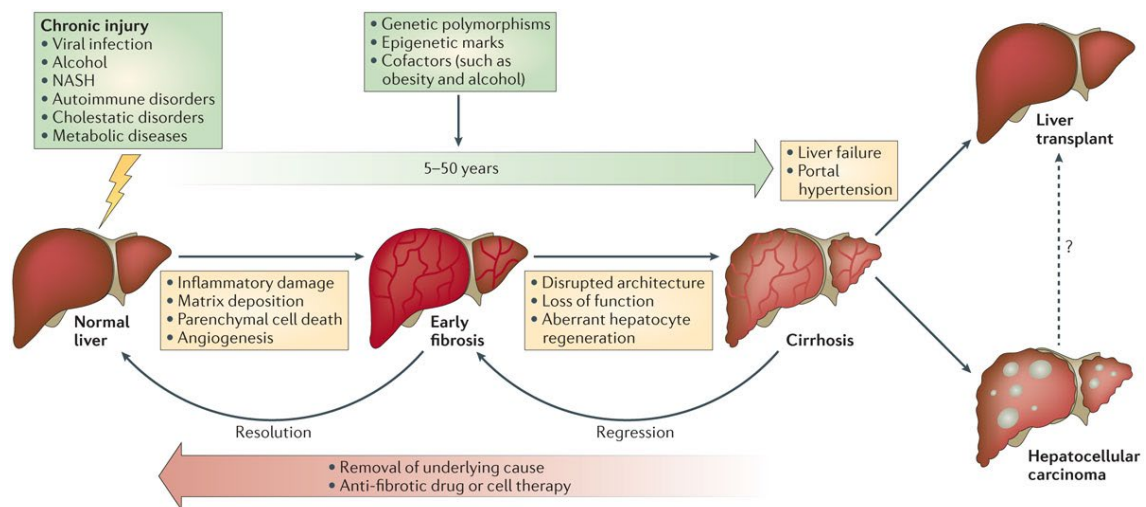 Chronic injury
• Viral infection
• Alcohol
• NASH
• Autoimmune disorders
• Cholestatic disorders
• Metabolic diseases
• Genetic polymorphisms
• Epigenetic marks
• Cofactors (such as
obesity and alcohol)
5–50 years
• Liver failure
• Portal
hypertension
Liver
transplant
?
Normal
liver
• Inflammatory damage
• Matrix deposition
• Parenchymal cell death
• Angiogenesis
Early
fibrosis
• Disrupted architecture
• Loss of function
• Aberrant hepatocyte
regeneration
Cirrhosis
Hepatocellular
carcinoma
Resolution
Regression
• Removal of underlying cause
• Anti-fibrotic drug or cell therapy